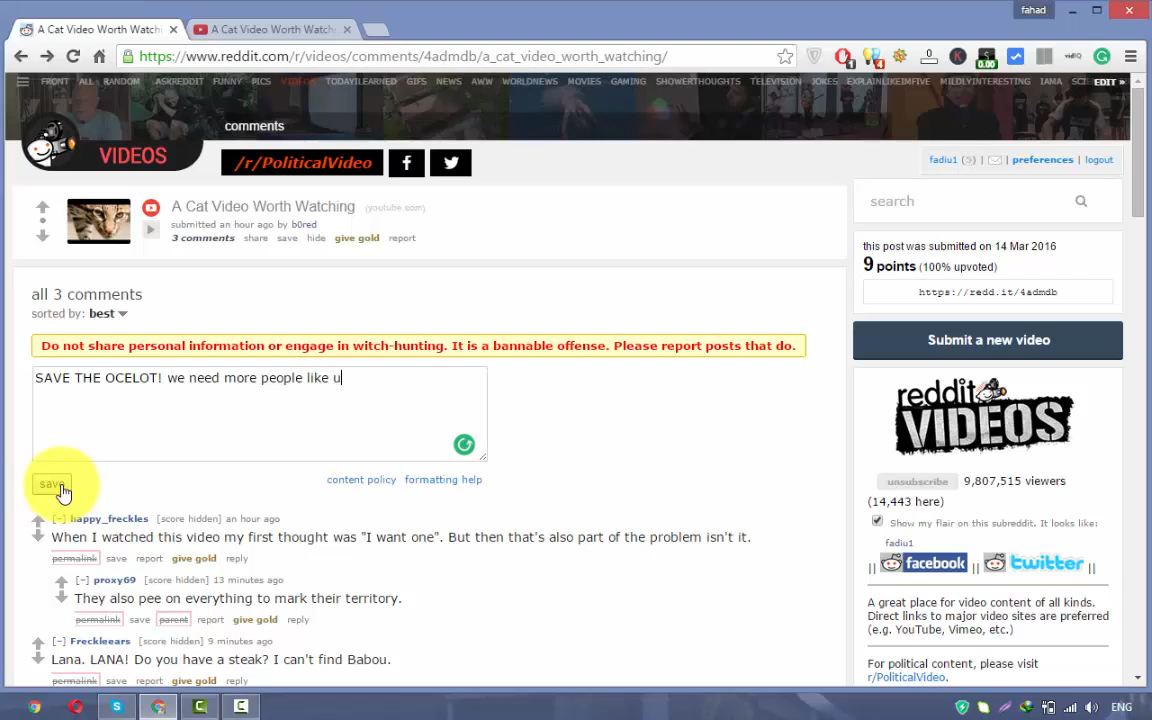 fahad
A Cat Video Worth Watch
A Cat Video Worth Watch
https://www.reddit.com/r/videos/comments/4admdb/a_cat_video_worth_watching/
FRONT ALL RANDOM ASKREDDIT FUNNY PICS VIDEOS TODAYILEARNED GIFS NEWS AWW WORLDNEWS MOVIES GAMING SHOWERTHOUGHTS TELEVISION JOKES EXPLAINLIKEIMFIVE MILDLYINTERESTING IAMA SCI EDIT »
comments
VIDEOS
/r/PoliticalVideo
fadiu1 (5) | preferences | logout
A Cat Video Worth Watching (youtube.com)
submitted an hour ago by b0red
3 comments share save hide give gold report
search
this post was submitted on 14 Mar 2016
9 points (100% upvoted)
https://redd.it/4admdb
all 3 comments
sorted by: best
Do not share personal information or engage in witch-hunting. It is a bannable offense. Please report posts that do.
SAVE THE OCELOT! we need more people like u
save
content policy formatting help
Submit a new video
reddit
VIDEOS
unsubscribe 9,807,515 viewers
(14,443 here)
Show my flair on this subreddit. It looks like:
fadiu1
|| facebook || twitter ||
[–] happy_freckles [score hidden] an hour ago
When I watched this video my first thought was "I want one". But then that's also part of the problem isn't it.
permalink save report give gold reply
[–] proxy69 [score hidden] 13 minutes ago
They also pee on everything to mark their territory.
permalink save parent report give gold reply
[–] Freckleears [score hidden] 9 minutes ago
Lana. LANA! Do you have a steak? I can't find Babou.
permalink save report give gold reply
A great place for video content of all kinds.
Direct links to major video sites are preferred
(e.g. YouTube, Vimeo, etc.)
For political content, please visit
r/PoliticalVideo.
ENG